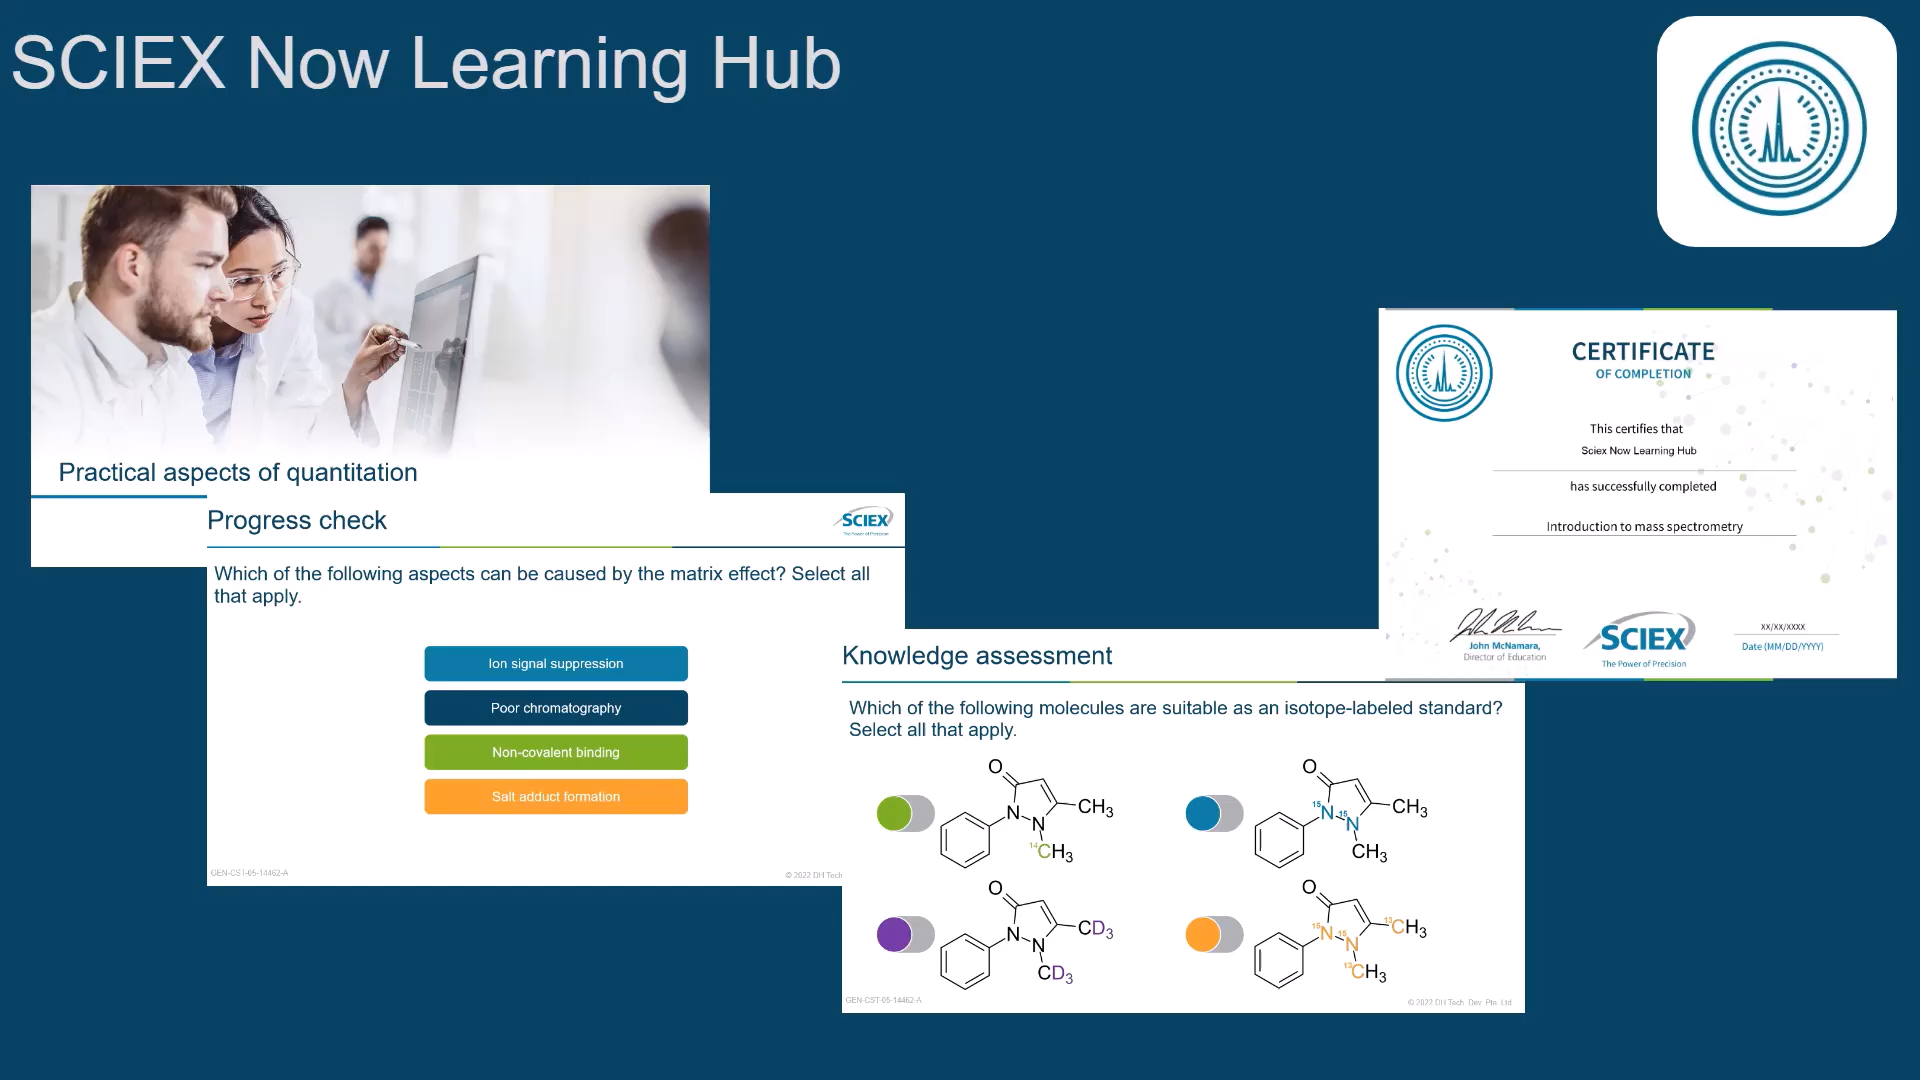 SCIEX Now Learning Hub
Practical aspects of quantitation
Progress check
SCIEX
The Power of Precision
Which of the following aspects can be caused by the matrix effect? Select all
that apply.
Ion signal suppression
Poor chromatography
Non-covalent binding
Salt adduct formation
GEN-CST-05-14462-A
© 2022 DH Tech
Knowledge assessment
Which of the following molecules are suitable as an isotope-labeled standard?
Select all that apply.
O
N
N
CH3
14CH3
O
15N
15N
CH3
CH3
O
N
N
CD3
CD3
O
15N
15N
13CH3
13CH3
GEN-CST-05-14462-A
© 2022 DH Tech. Dev. Pte. Ltd
CERTIFICATE
OF COMPLETION
This certifies that
Sciex Now Learning Hub
has successfully completed
Introduction to mass spectrometry
John McNamara,
Director of Education
SCIEX
The Power of Precision
XX/XX/XXXX
Date (MM/DD/YYYY)